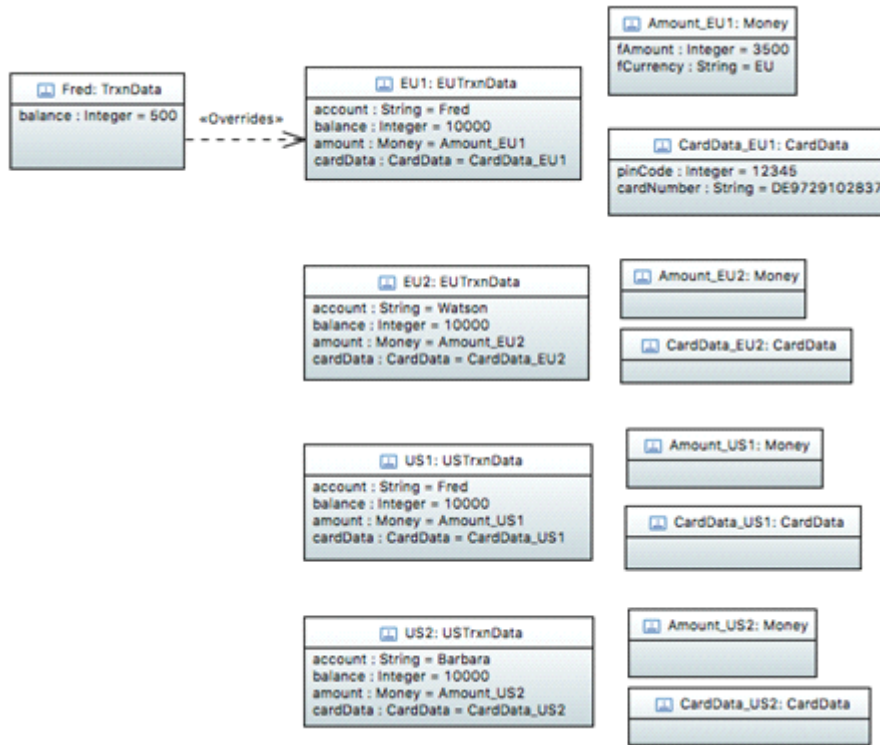 Amount_EU1: Money
fAmount : Integer = 3500
fCurrency : String = EU
Fred: TrxnData
balance : Integer = 500
«Overrides»
EU1: EUTrxnData
account : String = Fred
balance : Integer = 10000
amount : Money = Amount_EU1
cardData : CardData = CardData_EU1
CardData_EU1: CardData
pinCode : Integer = 12345
cardNumber : String = DE9729102837
EU2: EUTrxnData
account : String = Watson
balance : Integer = 10000
amount : Money = Amount_EU2
cardData : CardData = CardData_EU2
Amount_EU2: Money
CardData_EU2: CardData
US1: USTrxnData
account : String = Fred
balance : Integer = 10000
amount : Money = Amount_US1
cardData : CardData = CardData_US1
Amount_US1: Money
CardData_US1: CardData
US2: USTrxnData
account : String = Barbara
balance : Integer = 10000
amount : Money = Amount_US2
cardData : CardData = CardData_US2
Amount_US2: Money
CardData_US2: CardData